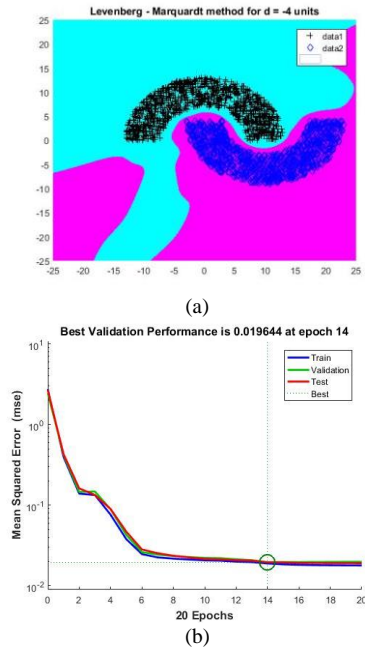 Levenberg - Marquardt method for d = -4 units
data1
data2
25
20
15
10
5
0
-5
-10
-15
-20
-25
-25 -20 -15 -10 -5 0 5 10 15 20 25
(a)
Best Validation Performance is 0.019644 at epoch 14
Train
Validation
Test
Best
Mean Squared Error (mse)
10^1
10^0
10^-1
10^-2
0 2 4 6 8 10 12 14 16 18 20
20 Epochs
(b)